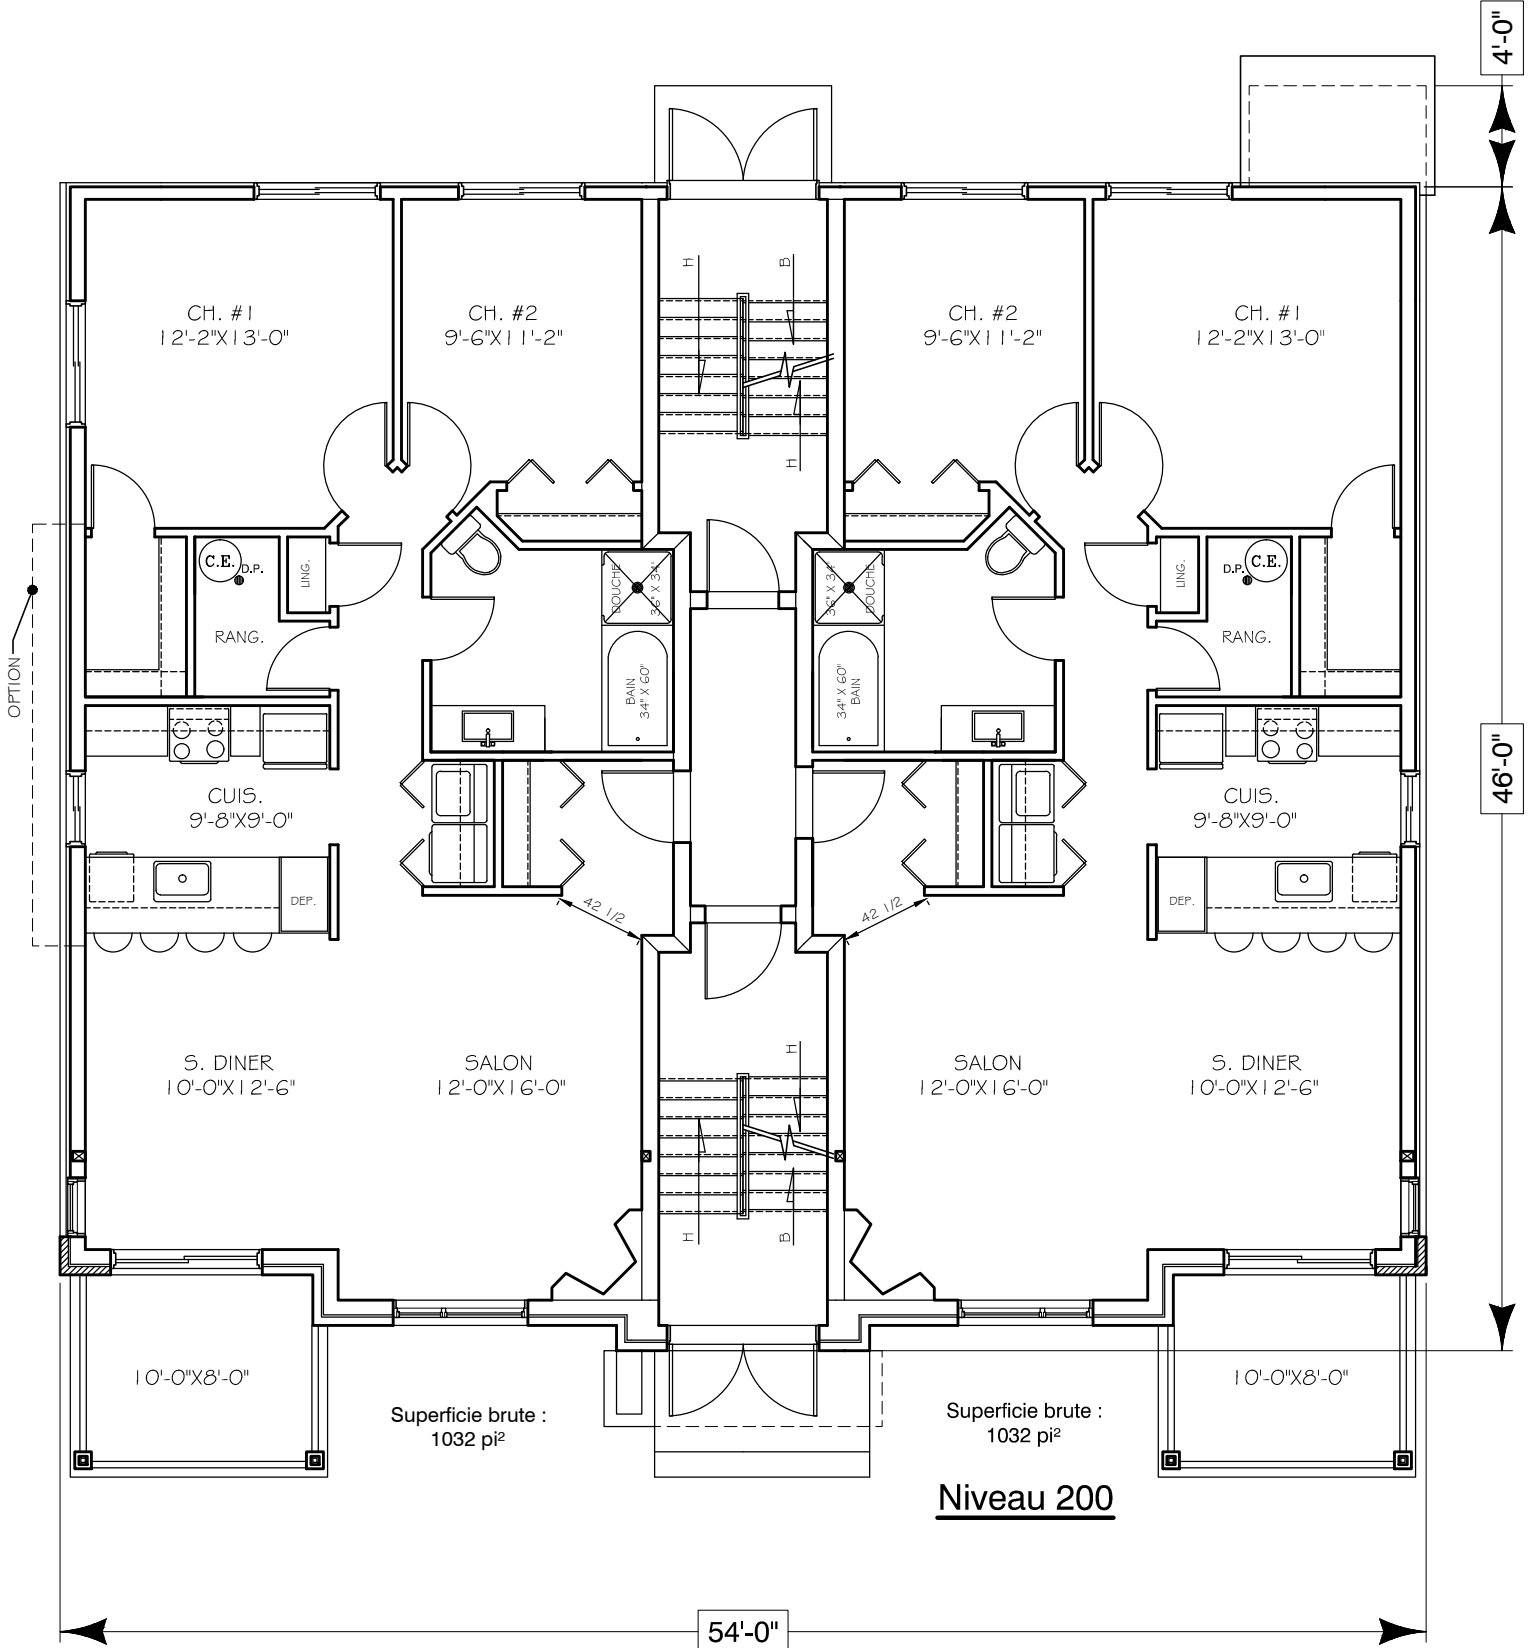 4'-0"
H
B
CH. #1
12'-2"X13'-0"
CH. #2
9'-6"X11'-2"
CH. #2
9'-6"X11'-2"
CH. #1
12'-2"X13'-0"
H
C.E.
D.P.
LING.
DOUCHE
36" X 34"
36" X 34"
DOUCHE
LING.
D.P.
C.E.
RANG.
RANG.
OPTION
BAIN
34" X 60"
34" X 60"
BAIN
46'-0"
CUIS.
9'-8"X9'-0"
CUIS.
9'-8"X9'-0"
DEP.
42 1/2
42 1/2
DEP.
S. DINER
10'-0"X12'-6"
SALON
12'-0"X16'-0"
H
SALON
12'-0"X16'-0"
S. DINER
10'-0"X12'-6"
H
B
10'-0"X8'-0"
10'-0"X8'-0"
Superficie brute :
1032 pi²
Superficie brute :
1032 pi²
Niveau 200
54'-0"